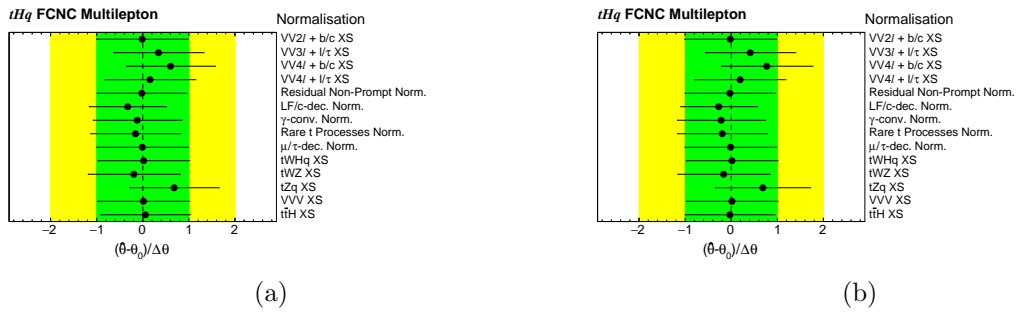 tHq FCNC Multilepton
Normalisation
VV2l + b/c XS
VV3l + l/τ XS
VV4l + b/c XS
VV4l + l/τ XS
Residual Non-Prompt Norm.
LF/c-dec. Norm.
γ-conv. Norm.
Rare t Processes Norm.
μ/τ-dec. Norm.
tWHq XS
tWZ XS
tZq XS
VVV XS
tt̄H XS
−2 −1 0 1 2
(θ̂-θ₀)/Δθ
(a)
tHq FCNC Multilepton
Normalisation
VV2l + b/c XS
VV3l + l/τ XS
VV4l + b/c XS
VV4l + l/τ XS
Residual Non-Prompt Norm.
LF/c-dec. Norm.
γ-conv. Norm.
Rare t Processes Norm.
μ/τ-dec. Norm.
tWHq XS
tWZ XS
tZq XS
VVV XS
tt̄H XS
−2 −1 0 1 2
(θ̂-θ₀)/Δθ
(b)